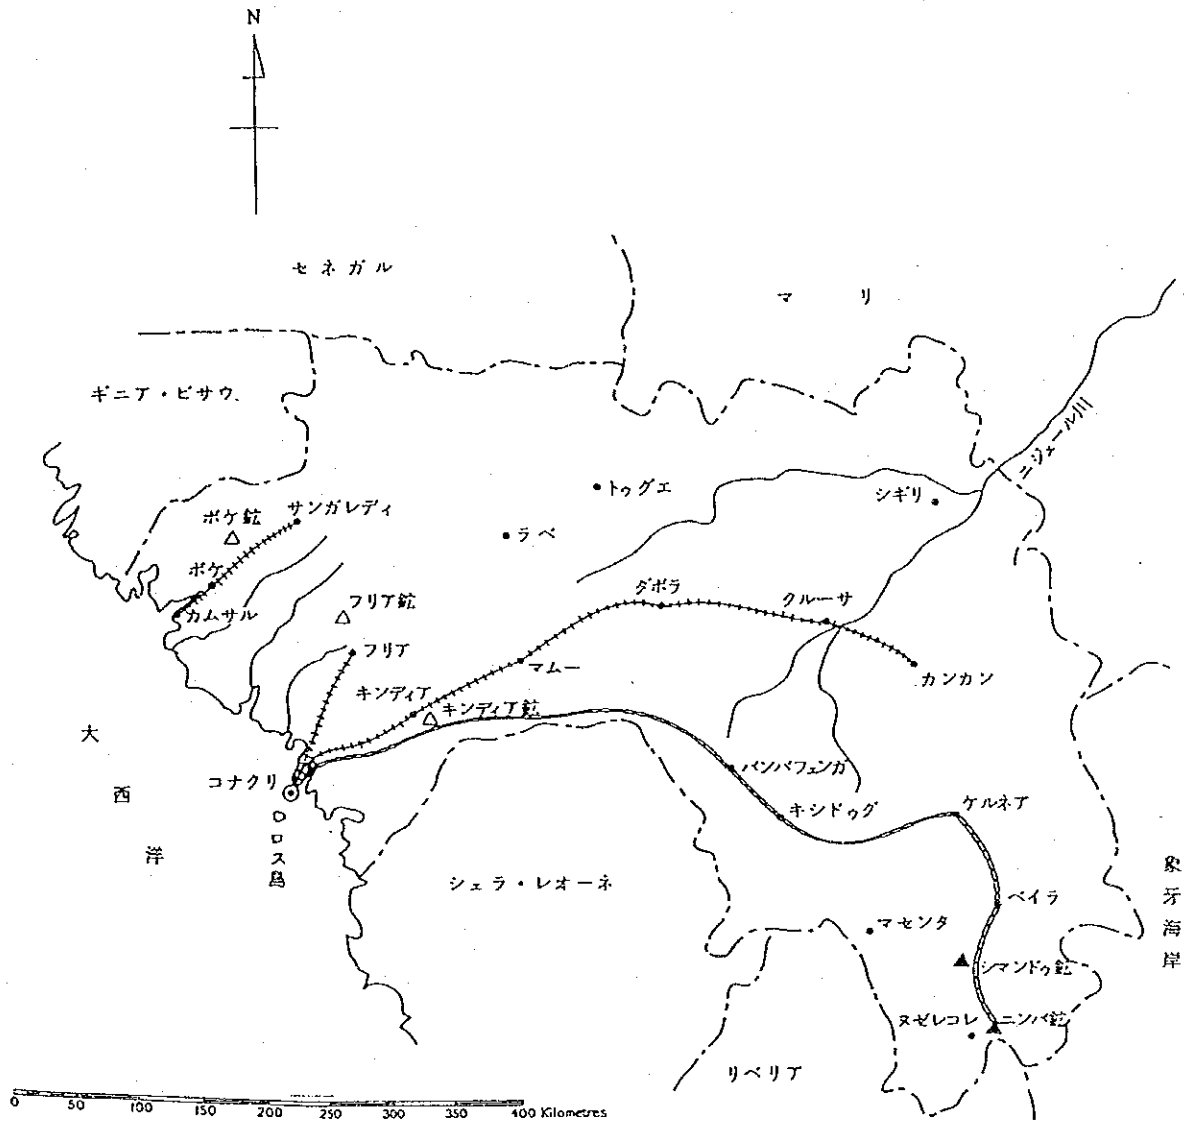 N
セネガル
マリ
ギニア・ビサウ
ニジェール川
トゥグエ
シギリ
サンガレディ
ボケ鉱
ラベ
ボケ
ダボラ
クルーサ
カムサル
フリア鉱
フリア
マムー
カンカン
キンディア
キンディア鉱
大西洋
コナクリ
バンバフェンガ
キシドゥグ
ケルネア
ロロス島
シェラ・レオーネ
象牙海岸
ベイラ
マセンタ
シマンドゥ鉱
ヌゼレコレ
ニンバ鉱
リベリア
0 50 100 150 200 250 300 350 400 Kilometres